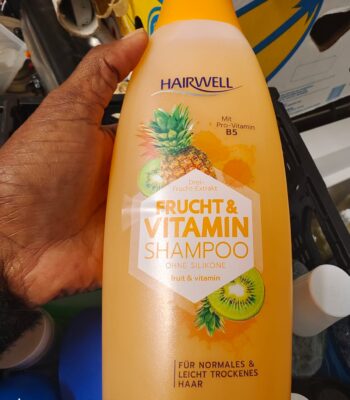 HAIRWELL
Mit
Pro-Vitamin
B5
Drei-
Frucht-Extrakt
FRUCHT &
VITAMIN
SHAMPOO
OHNE SILIKONE
fruit & vitamin
FÜR NORMALES &
LEICHT TROCKENES
HAAR